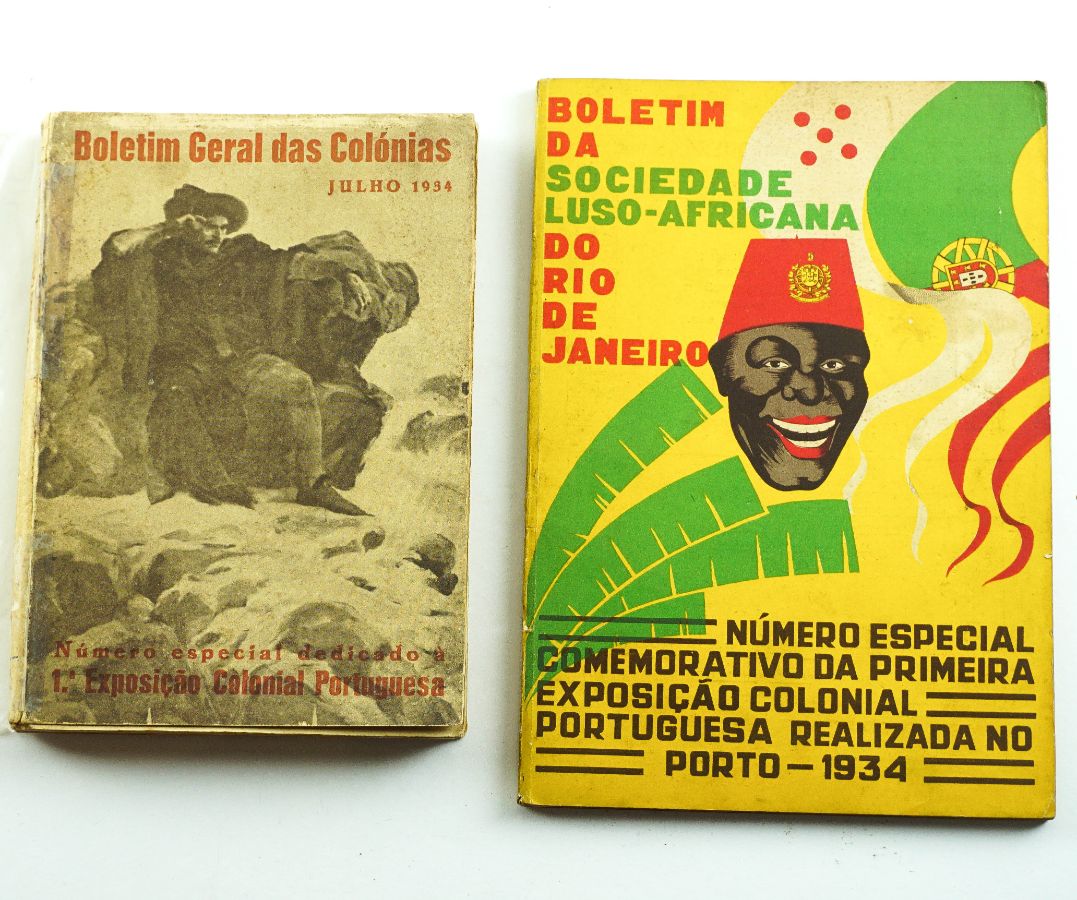 Boletim Geral das Colónias
JULHO 1934
Número especial dedicado à
1.ª Exposição Colonial Portuguesa
BOLETIM
DA
SOCIEDADE
LUSO-AFRICANA
DO
RIO
DE
JANEIRO
NÚMERO ESPECIAL
COMEMORATIVO DA PRIMEIRA
EXPOSIÇÃO COLONIAL
PORTUGUESA REALIZADA NO
PORTO — 1934